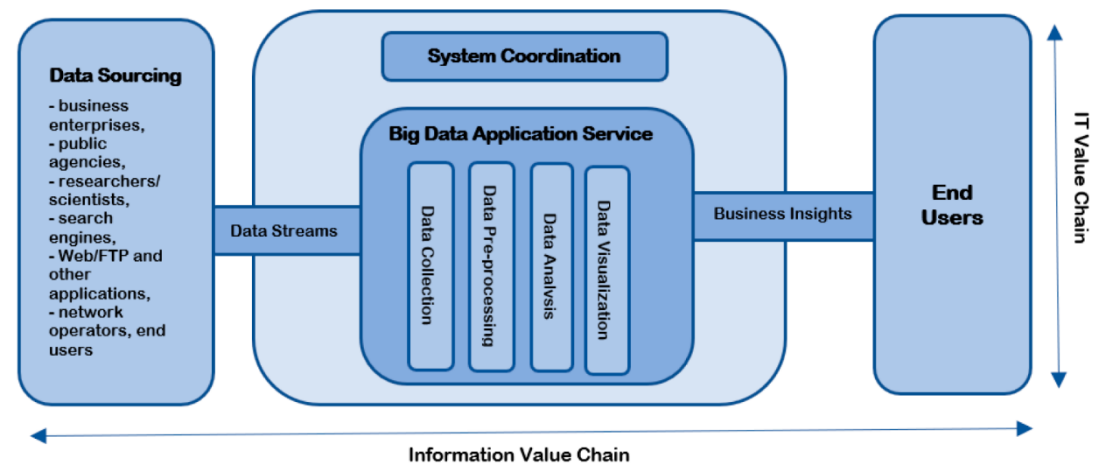 Data Sourcing
- business
enterprises,
- public
agencies,
- researchers/
scientists,
- search
engines,
- Web/FTP and
other
applications,
- network
operators, end
users
Data Streams
System Coordination
Big Data Application Service
Data Collection
Data Pre-processing
Data Analysis
Data Visualization
Business Insights
End
Users
IT Value Chain
Information Value Chain